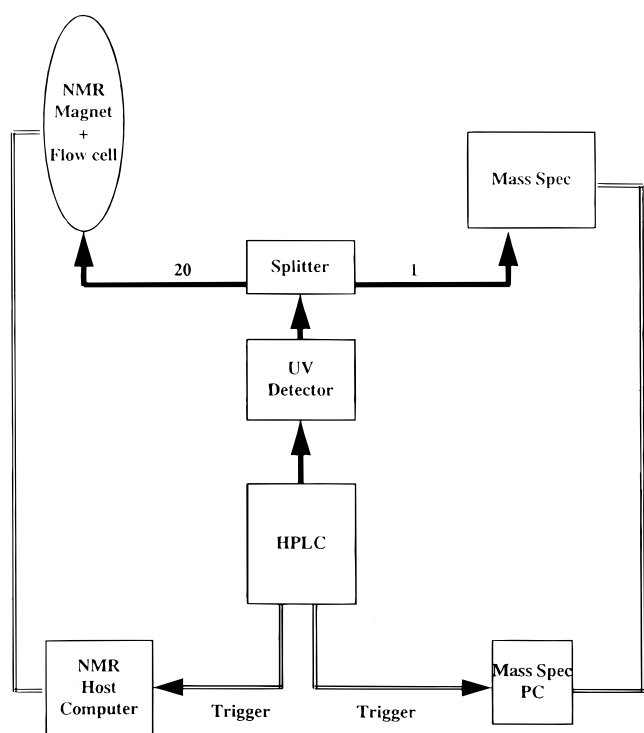 NMR
Magnet
+
Flow cell
Mass Spec
20
Splitter
1
UV
Detector
HPLC
NMR
Host
Computer
Trigger
Trigger
Mass Spec
PC